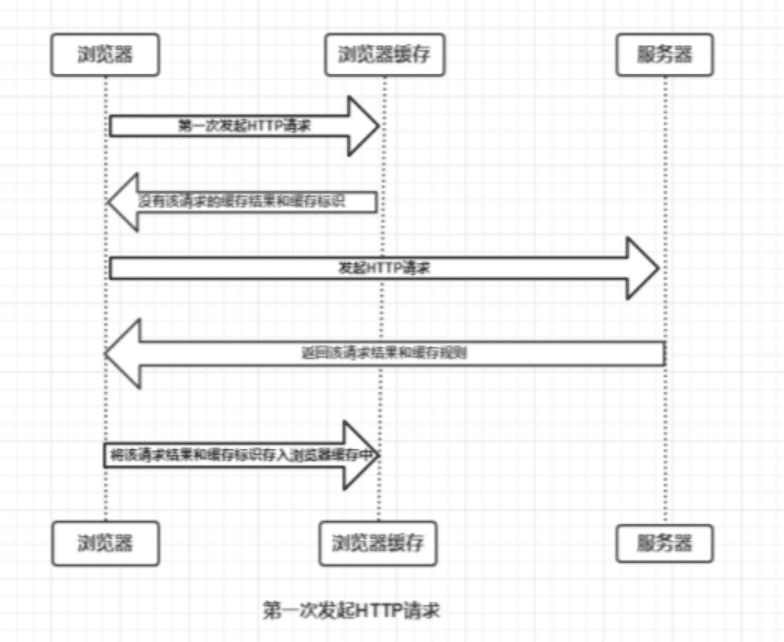 浏览器
浏览器缓存
服务器
第一次发起HTTP请求
没有该请求的缓存结果和缓存标识
发起HTTP请求
返回该请求结果和缓存规则
将该请求结果和缓存标识存入浏览器缓存中
浏览器
浏览器缓存
服务器
第一次发起HTTP请求